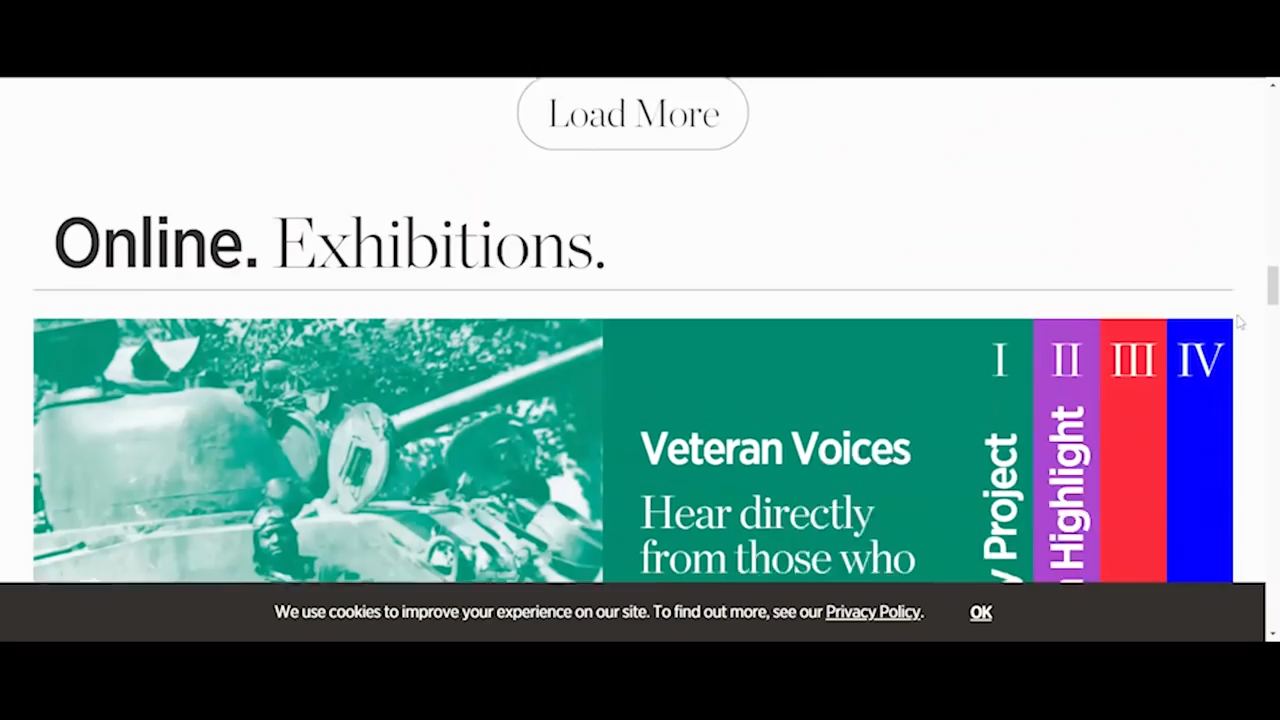 Load More
Online. Exhibitions.
I
II
III
IV
Veteran Voices
Hear directly
from those who
Project
Highlight
We use cookies to improve your experience on our site. To find out more, see our Privacy Policy.
OK